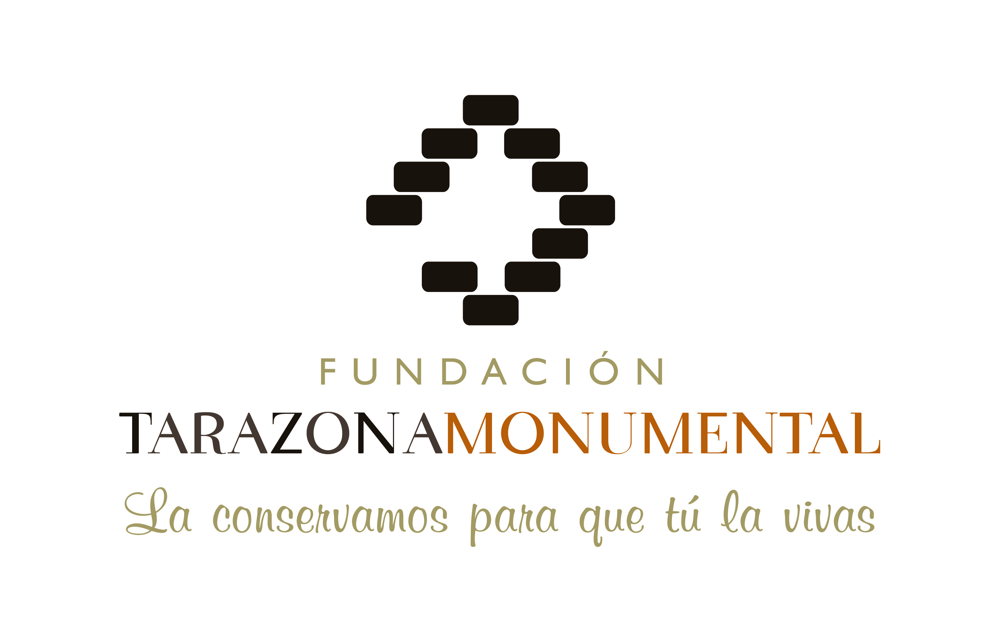 FUNDACIÓN
TARAZONAMONUMENTAL
La conservamos para que tú la vivas